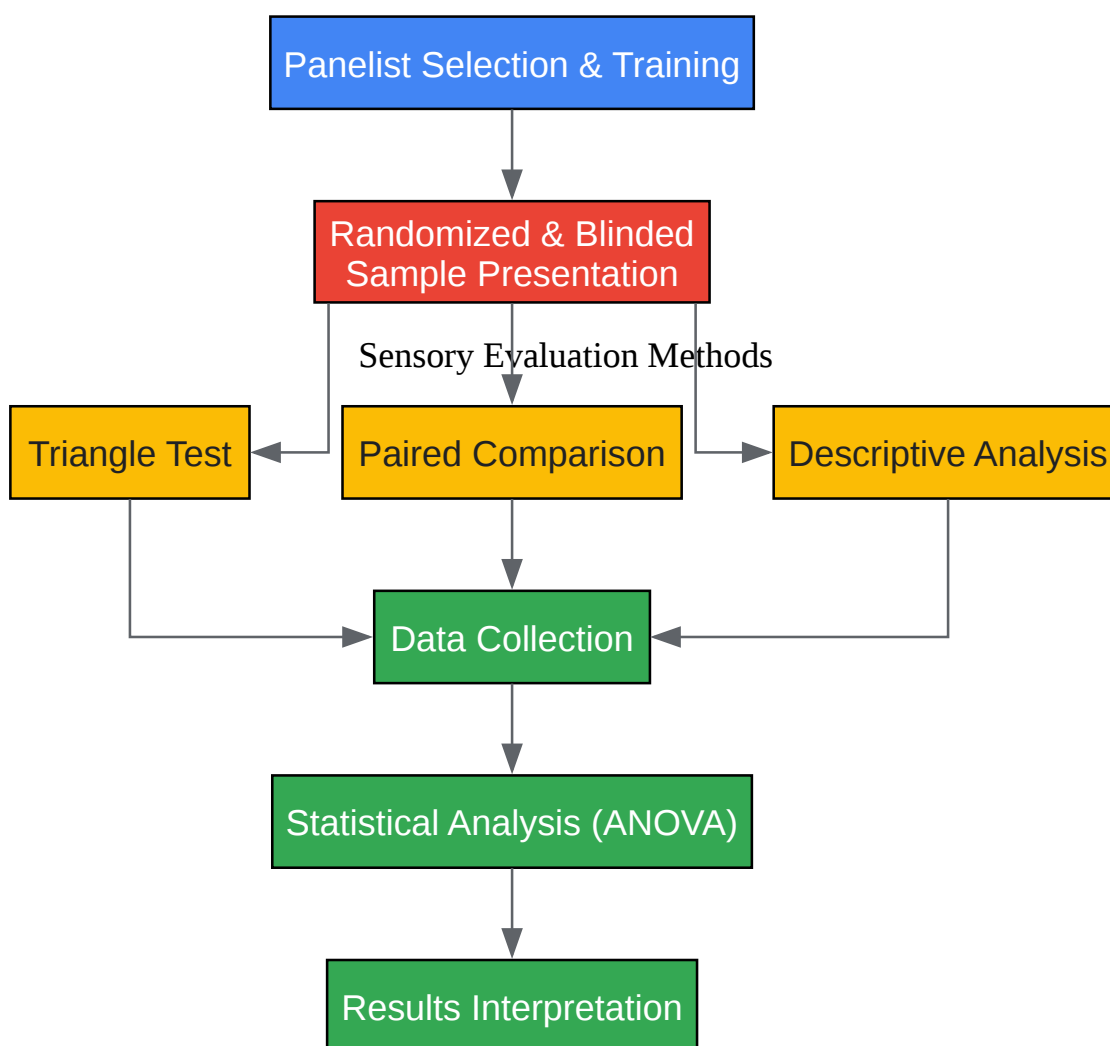 Panelist Selection & Training
Randomized & Blinded
Sample Presentation
Sensory Evaluation Methods
Triangle Test
Paired Comparison
Descriptive Analysis
Data Collection
Statistical Analysis (ANOVA)
Results Interpretation